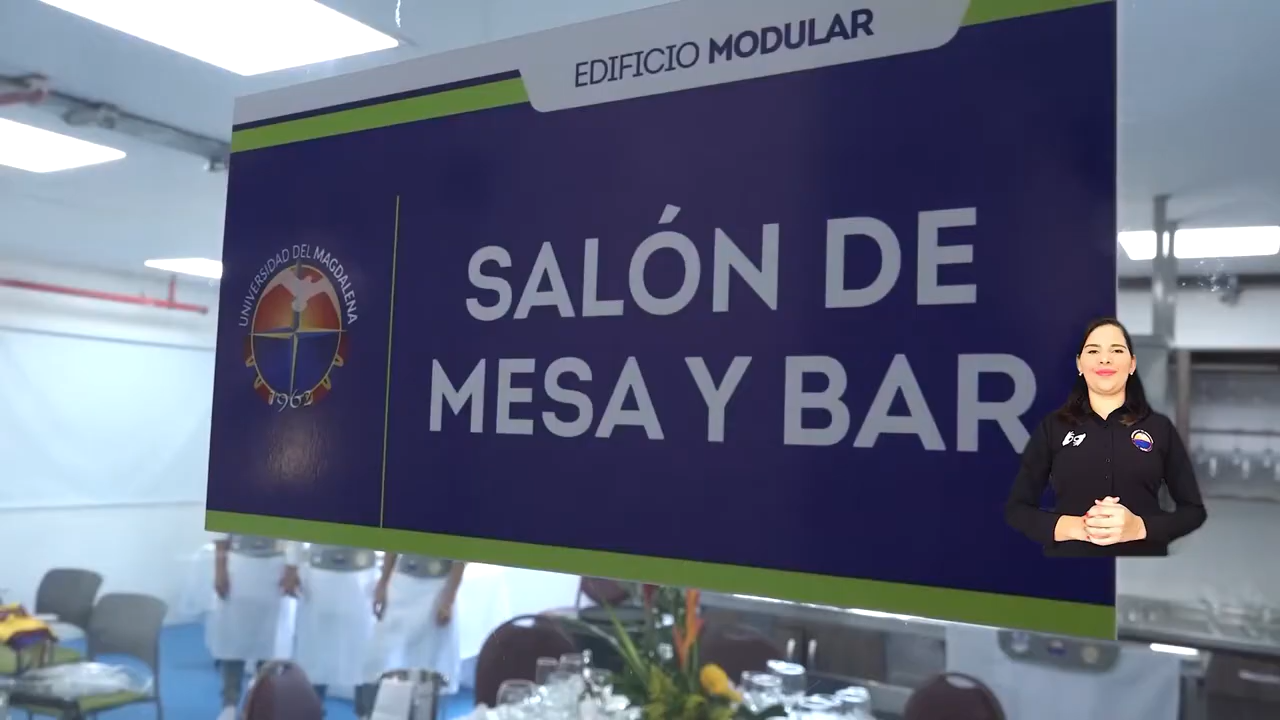 EDIFICIO MODULAR
UNIVERSIDAD DEL MAGDALENA
1962
SALÓN DE
MESA Y BAR